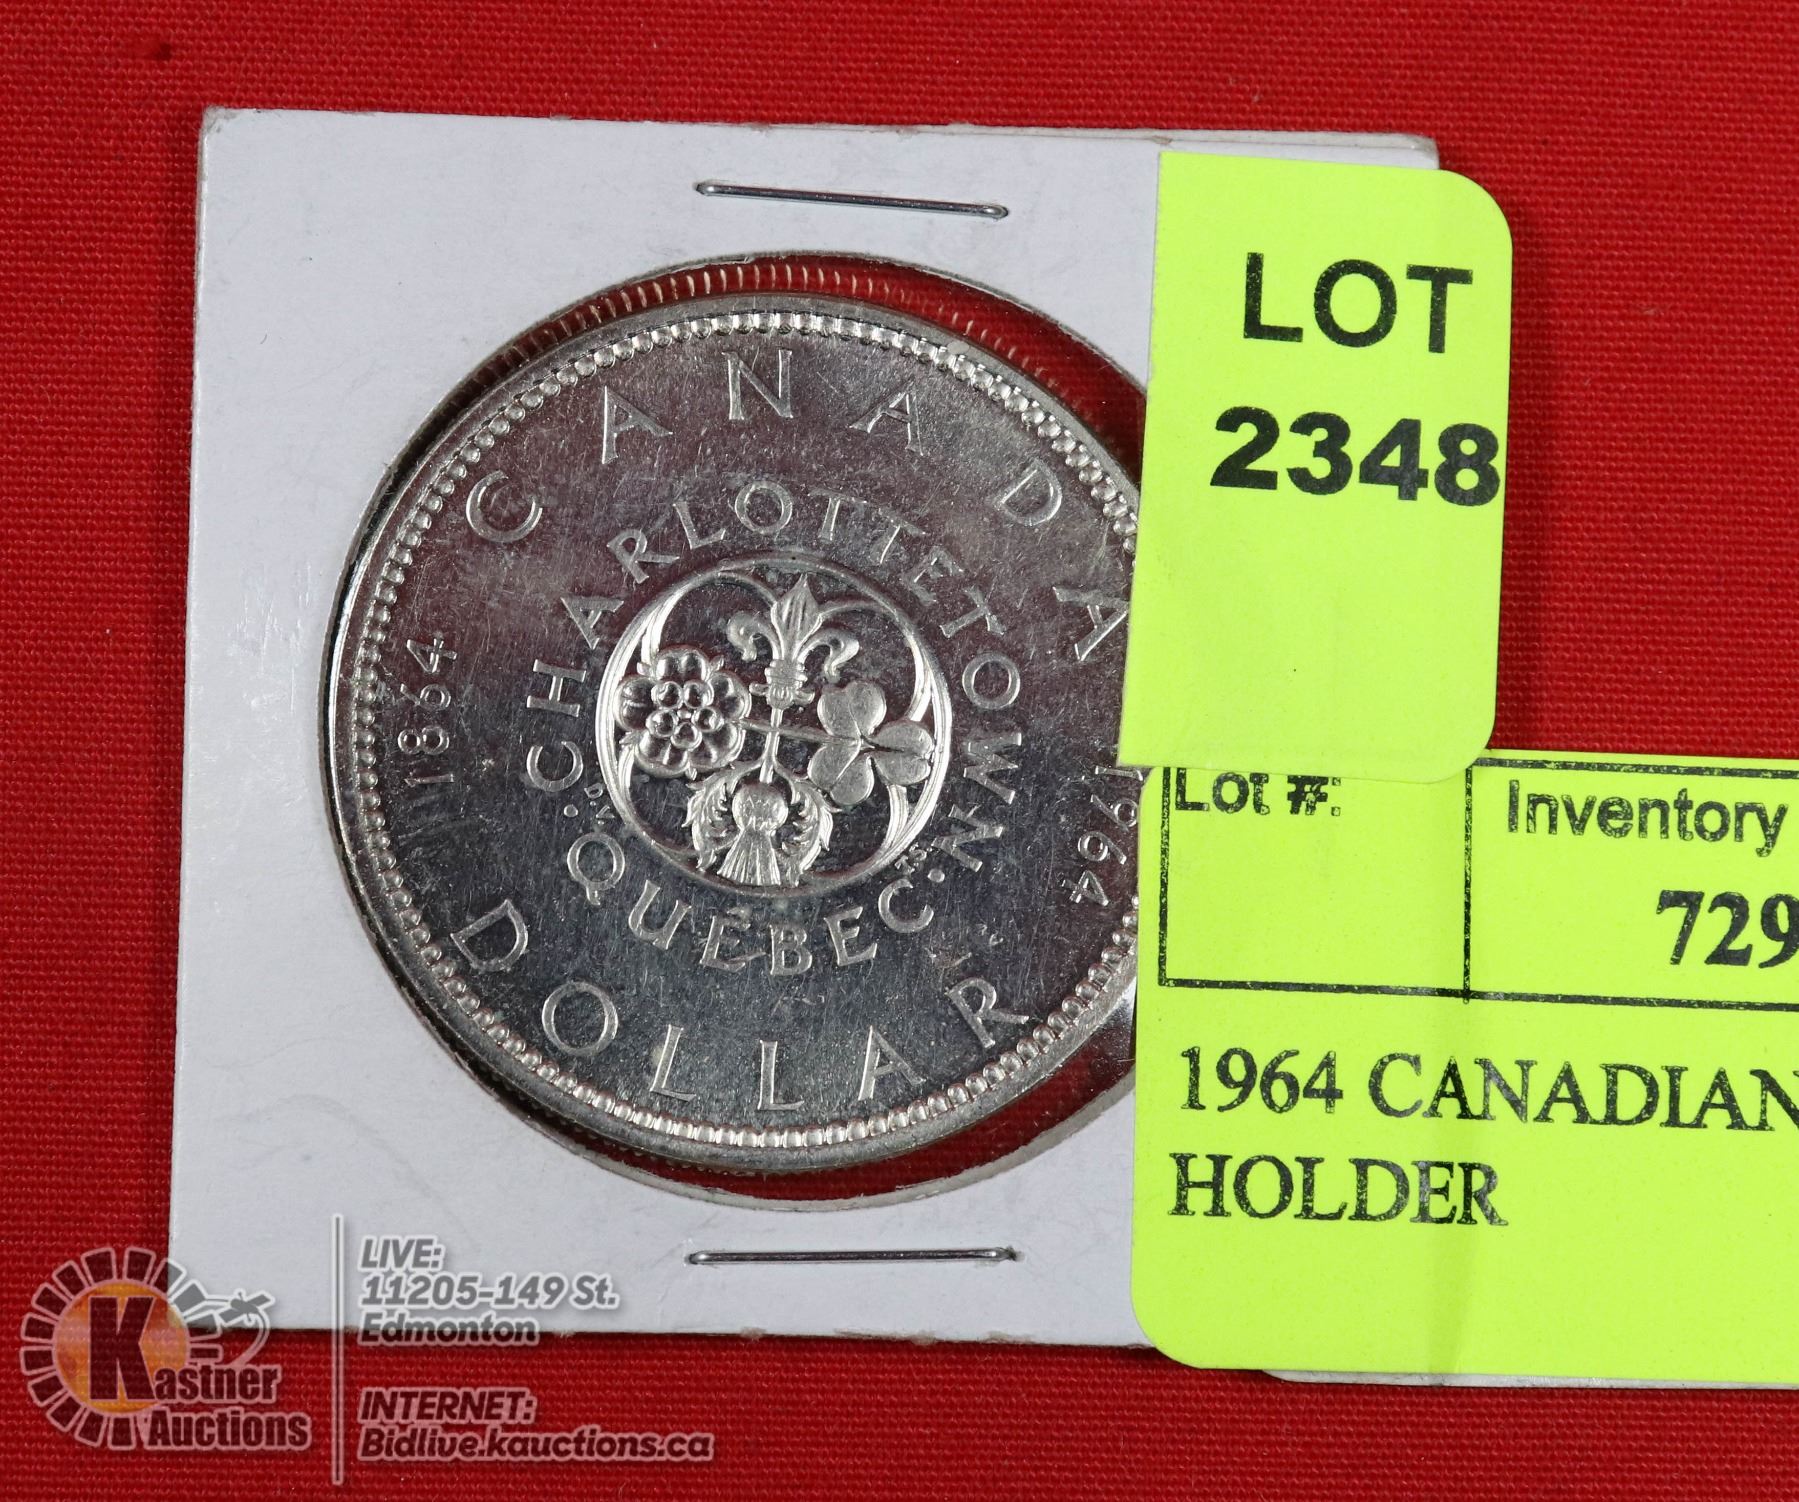 LOT
2348
Lot #:
Inventory
729
1964 CANADIAN
HOLDER
CANADA
1864
1964
CHARLOTTETOWN
• QUÉBEC •
D.V.
TS
DOLLAR
LIVE:
11205-149 St.
Edmonton
INTERNET:
Bidlive.kauctions.ca
Kastner
Auctions